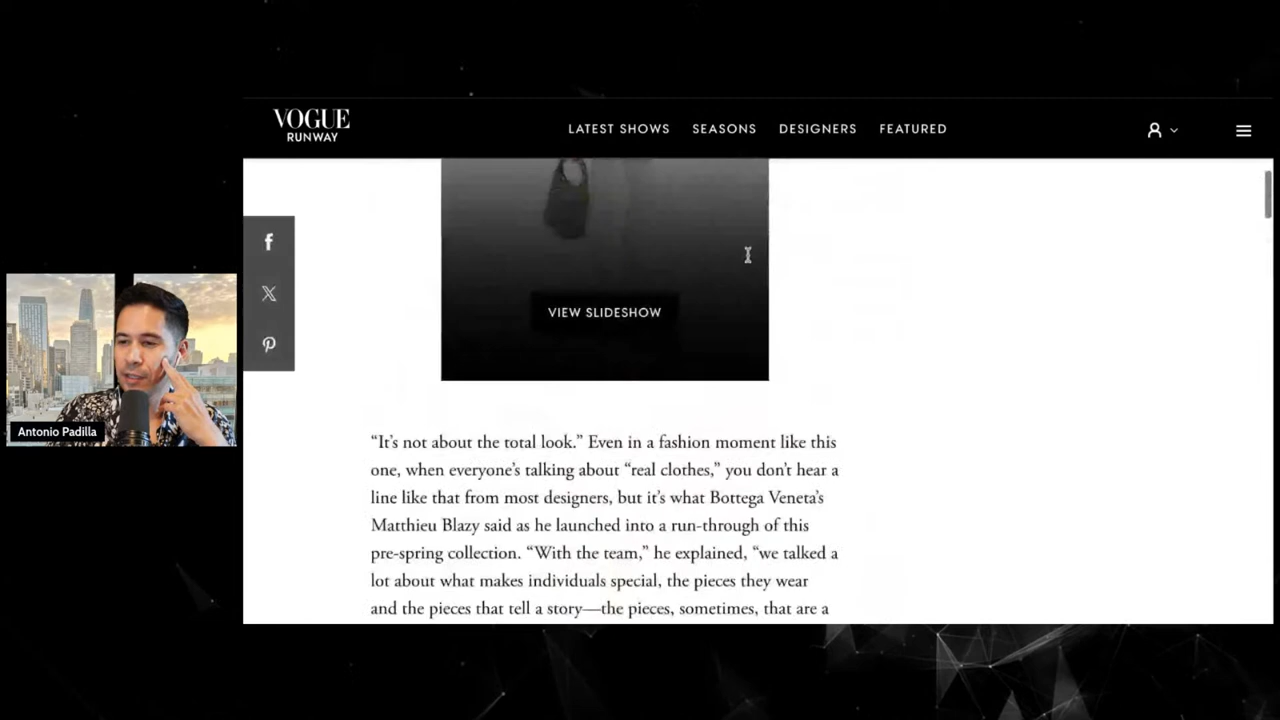 VOGUE
RUNWAY
LATEST SHOWS
SEASONS
DESIGNERS
FEATURED
VIEW SLIDESHOW
“It’s not about the total look.” Even in a fashion moment like this
one, when everyone’s talking about “real clothes,” you don’t hear a
line like that from most designers, but it’s what Bottega Veneta’s
Matthieu Blazy said as he launched into a run-through of this
pre-spring collection. “With the team,” he explained, “we talked a
lot about what makes individuals special, the pieces they wear
and the pieces that tell a story—the pieces, sometimes, that are a
Antonio Padilla